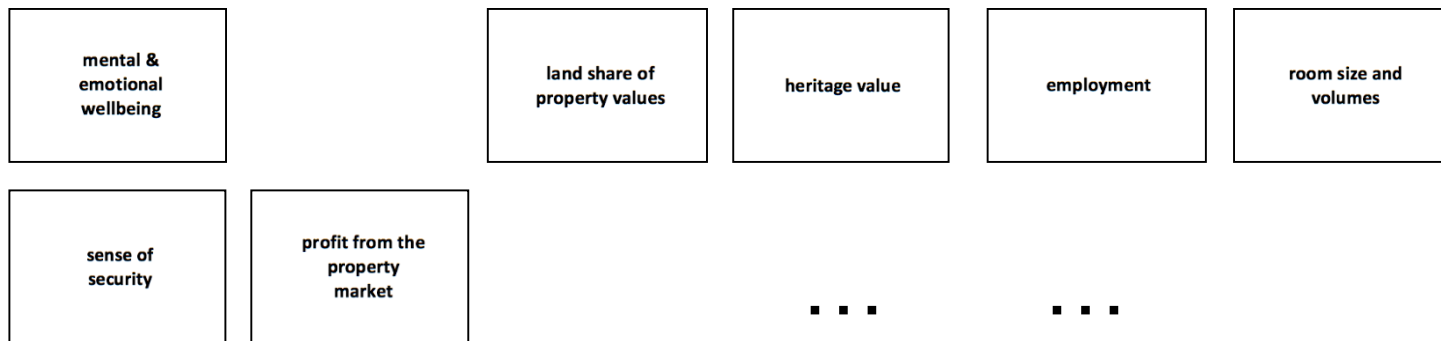 mental &
emotional
wellbeing
land share of
property values
heritage value
employment
room size and
volumes
sense of
security
profit from the
property
market
...
...